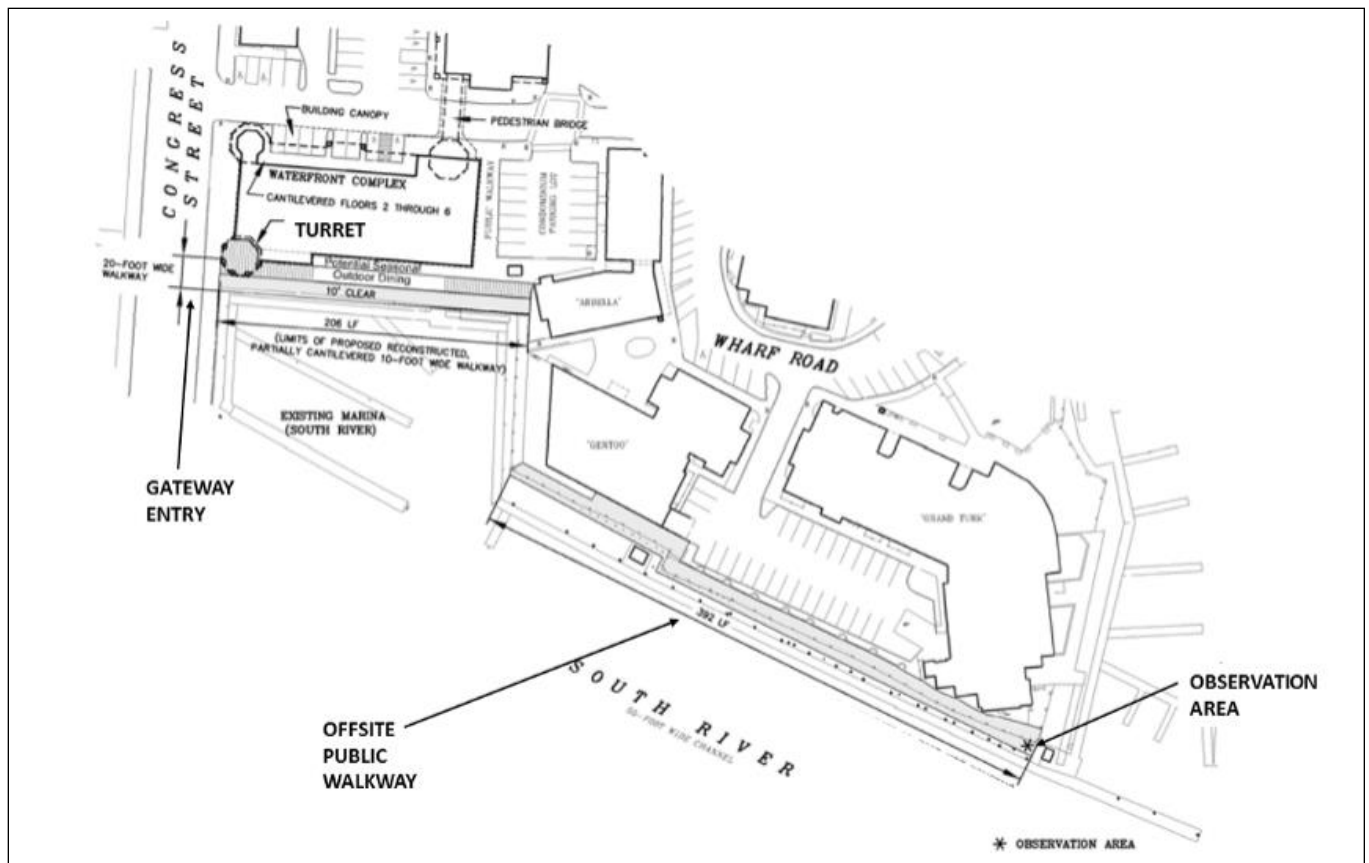 CONGRESS
STREET
BUILDING CANOPY
PEDESTRIAN BRIDGE
WATERFRONT COMPLEX
CANTILEVERED FLOORS 2 THROUGH 6
PUBLIC WALKWAY
CONDOMINIUM
PARKING LOT
TURRET
20-FOOT WIDE
WALKWAY
Potential Seasonal
Outdoor Dining
10' CLEAR
206 LF
(LIMITS OF PROPOSED RECONSTRUCTED,
PARTIALLY CANTILEVERED 10-FOOT WIDE WALKWAY)
WHARF ROAD
EXISTING MARINA
(SOUTH RIVER)
"GENTOO"
"GRAND TURK"
GATEWAY
ENTRY
392 LF
SOUTH RIVER
50-FOOT WIDE CHANNEL
OFFSITE
PUBLIC
WALKWAY
OBSERVATION
AREA
* OBSERVATION AREA